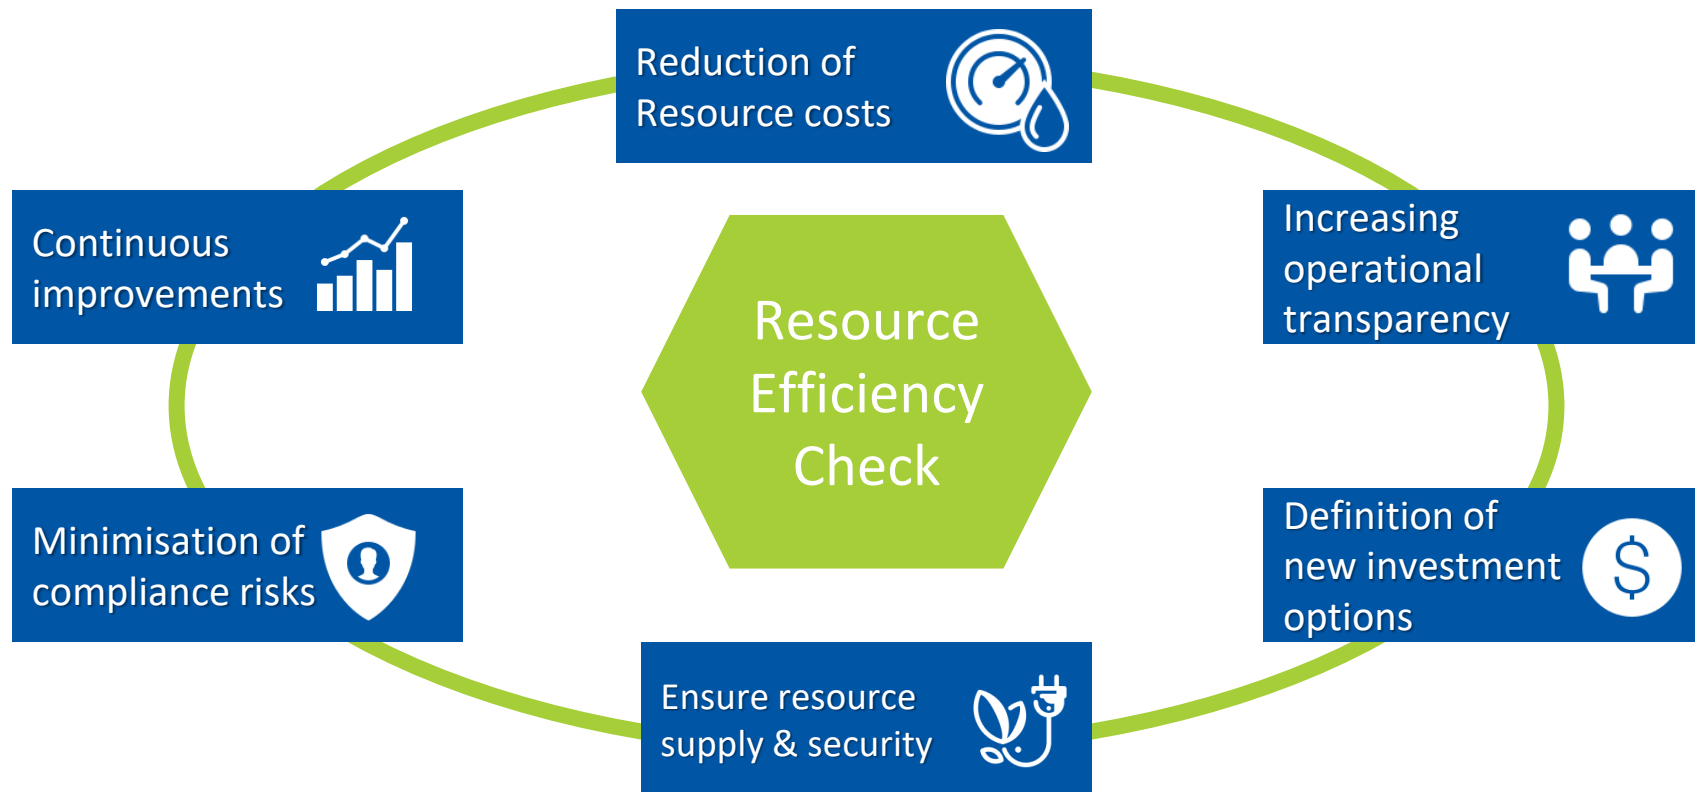 Reduction of
Resource costs
Continuous
improvements
Increasing
operational
transparency
Resource
Efficiency
Check
Minimisation of
compliance risks
Definition of
new investment
options
$
Ensure resource
supply & security